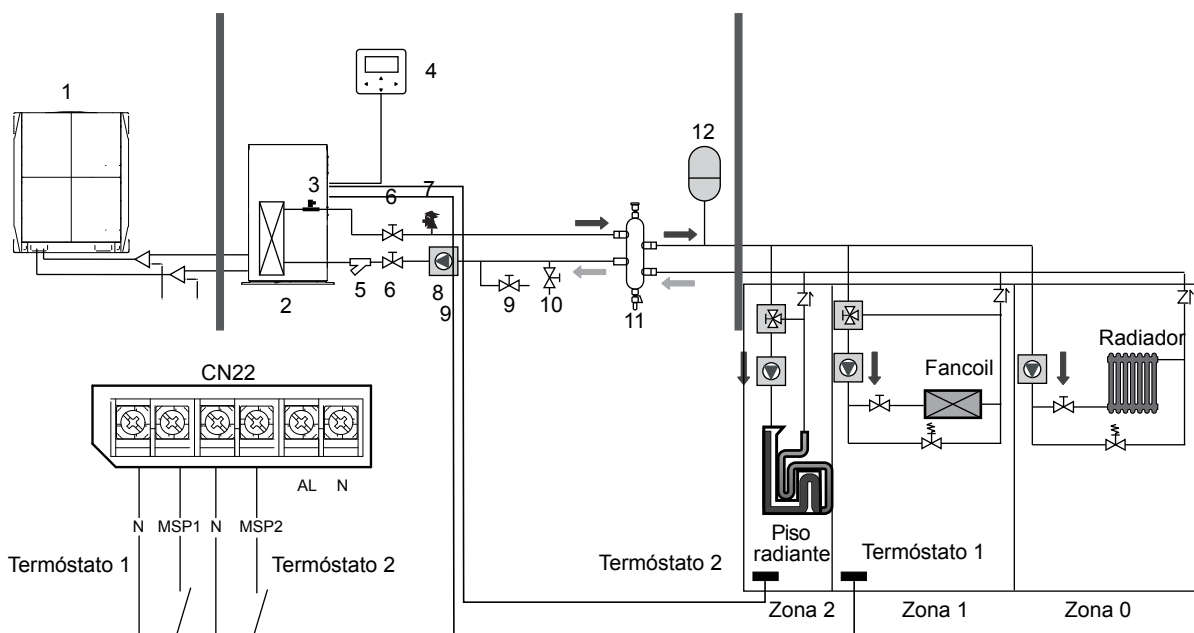 1
4
12
3
6
7
2
5
6
8
9
9
10
11
Radiador
Fancoil
CN22
AL
N
N
MSP1
N
MSP2
Termóstato 1
Termóstato 2
Termóstato 2
Piso
radiante
Termóstato 1
Zona 2
Zona 1
Zona 0